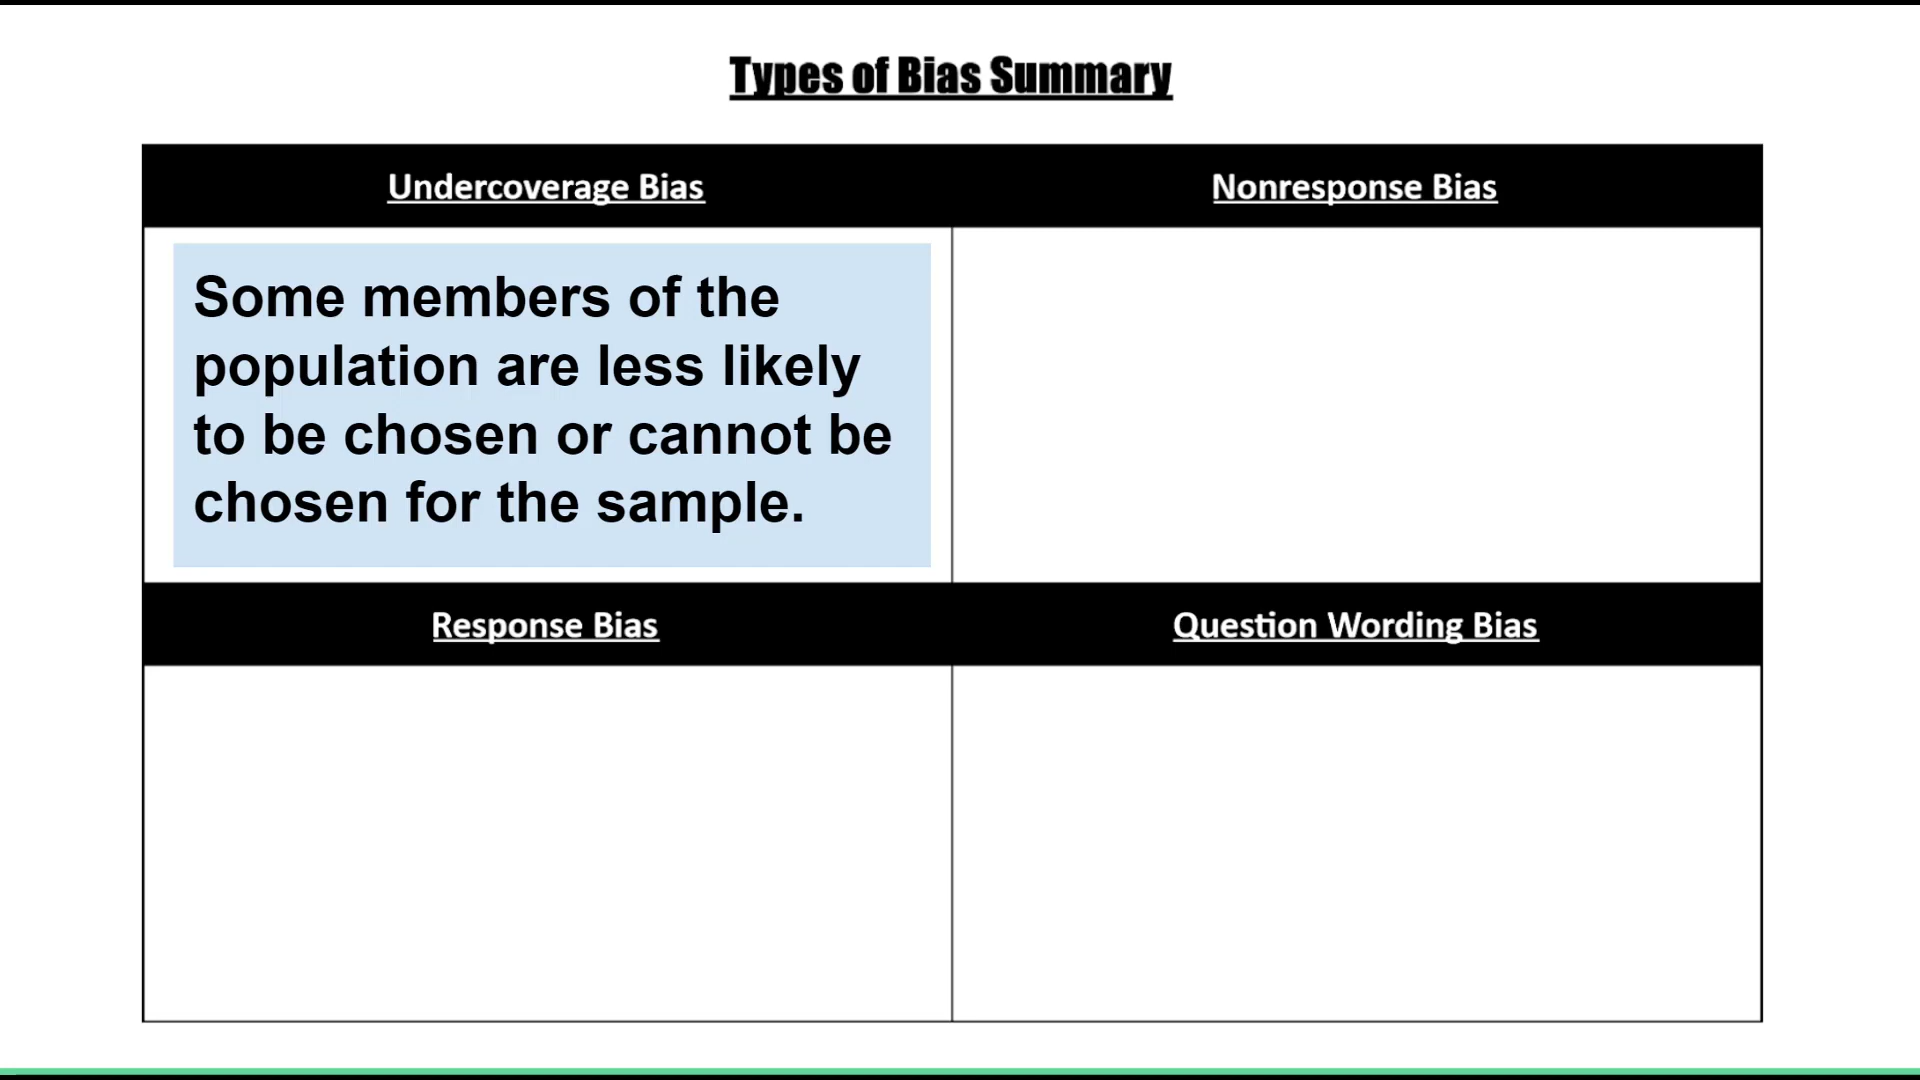 Types of Bias Summary
Undercoverage Bias
Nonresponse Bias
Some members of the
population are less likely
to be chosen or cannot be
chosen for the sample.
Response Bias
Question Wording Bias